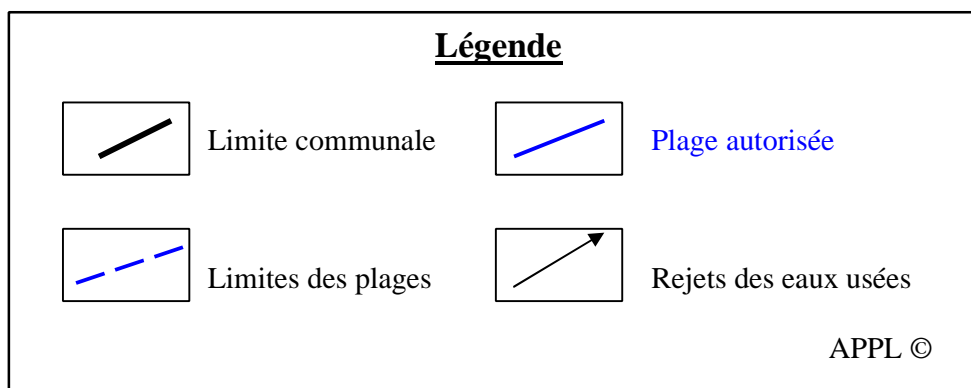 Légende
Limite communale
Plage autorisée
Limites des plages
Rejets des eaux usées
APPL ©